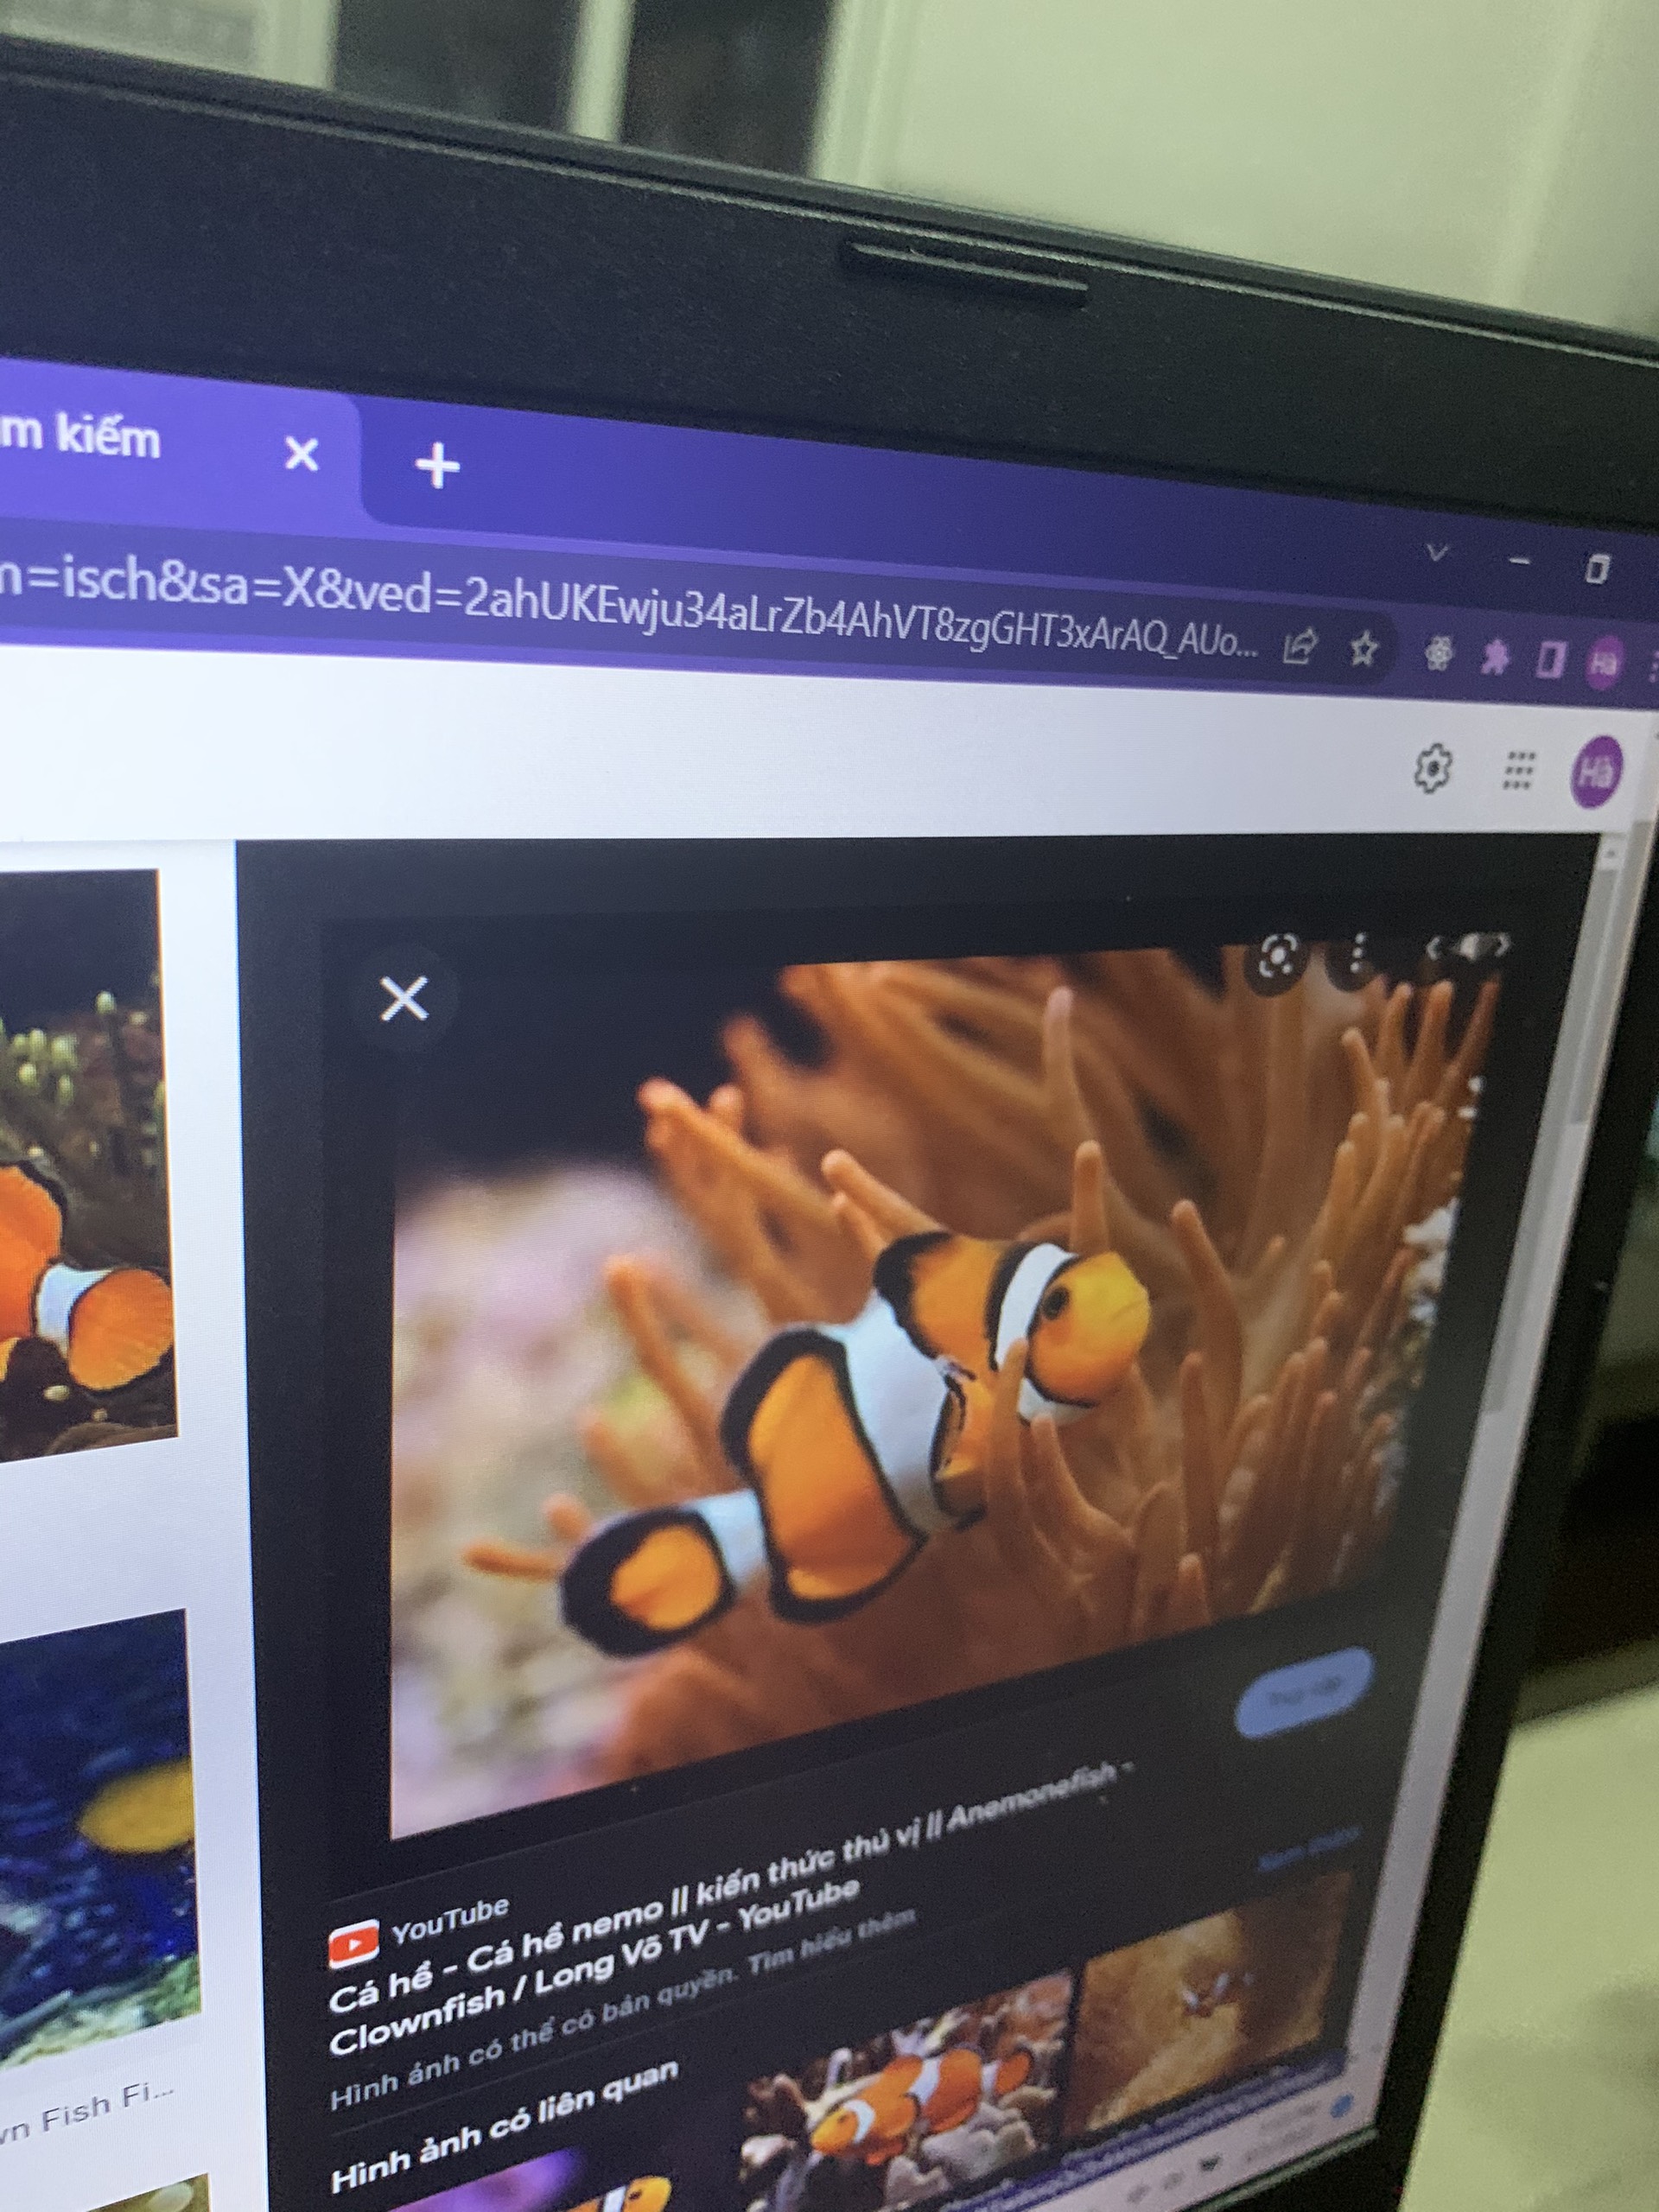 m kiếm
m=isch&sa=X&ved=2ahUKEwju34aLrZb4AhVT8zgGHT3xArAQ_AUo...
Hà
Hà
YouTube
Cá hề - Cá hề nemo || kiến thức thú vị || Anemonefish -
Clownfish / Long Võ TV - YouTube
Hình ảnh có thể có bản quyền. Tìm hiểu thêm
Hình ảnh có liên quan
wn Fish Fi...